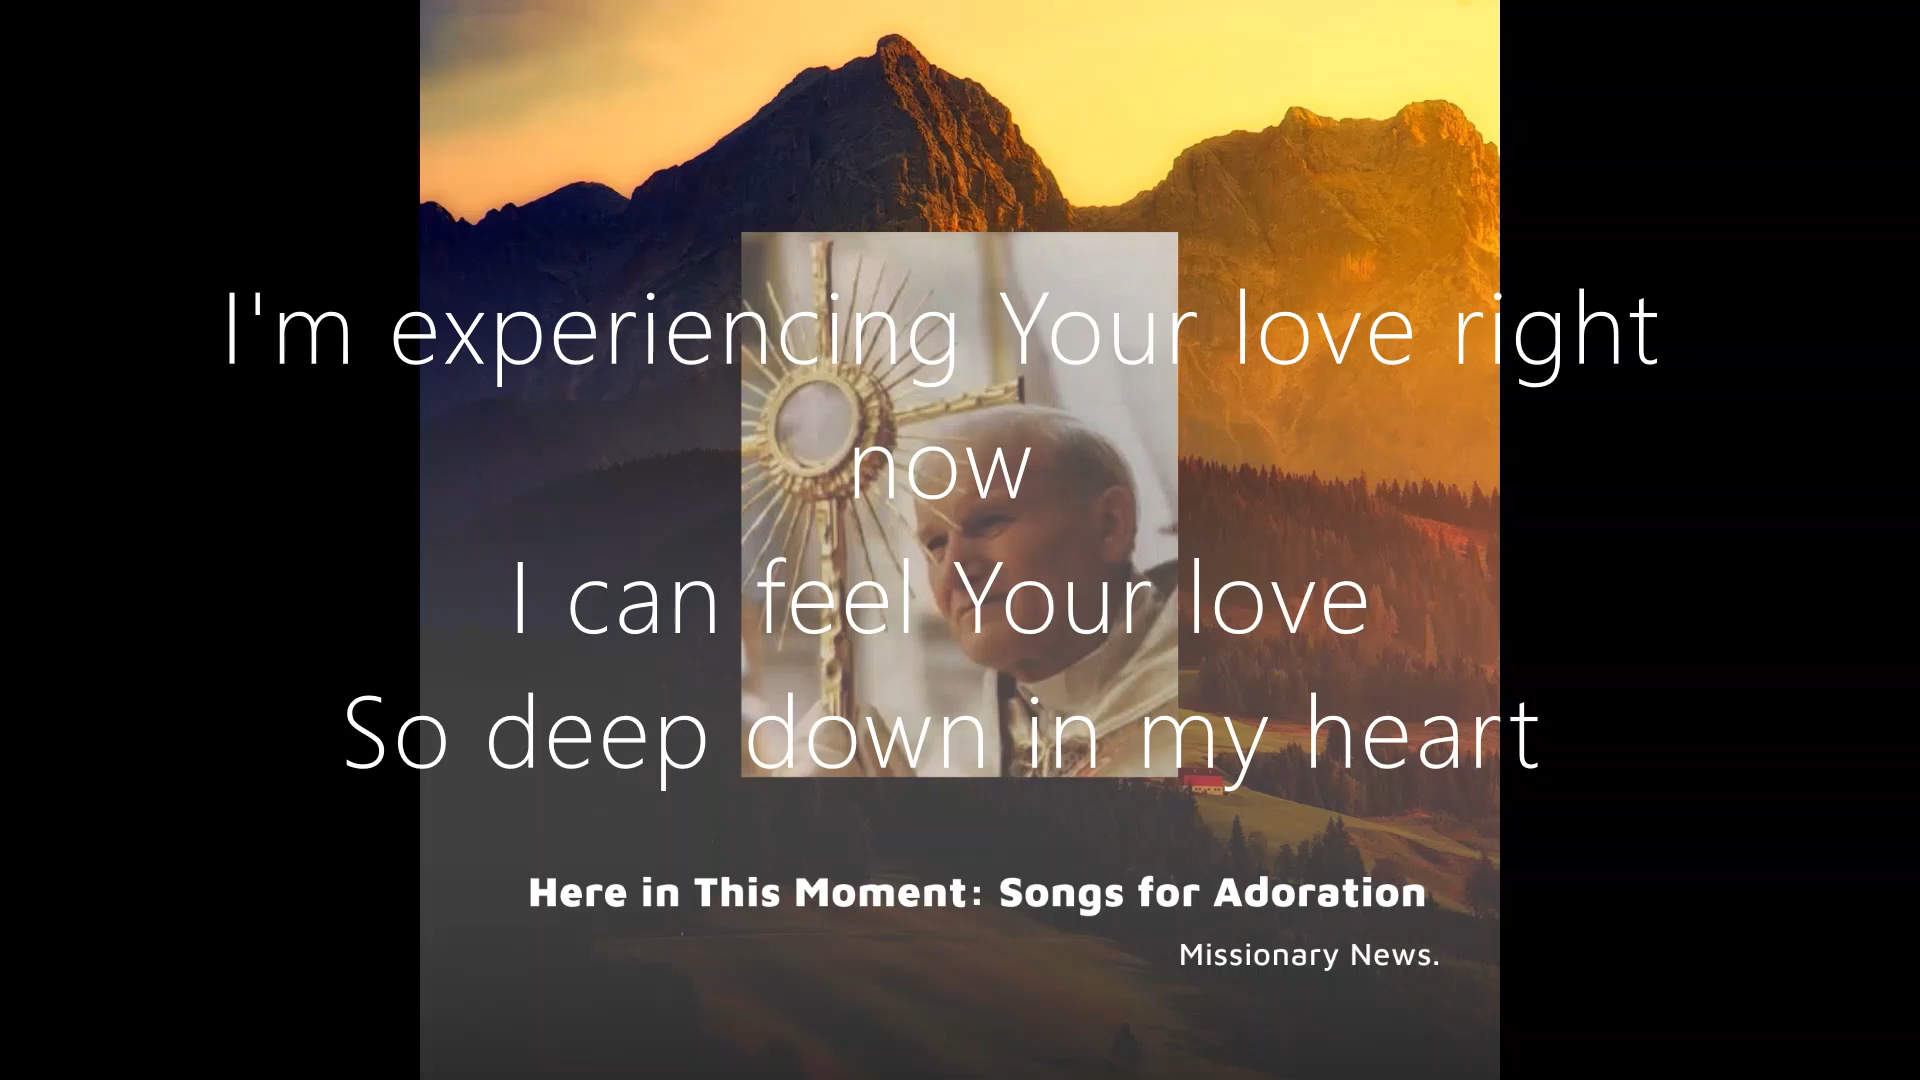 I'm experiencing Your love right
now
I can feel Your love
So deep down in my heart
Here in This Moment: Songs for Adoration
Missionary News.